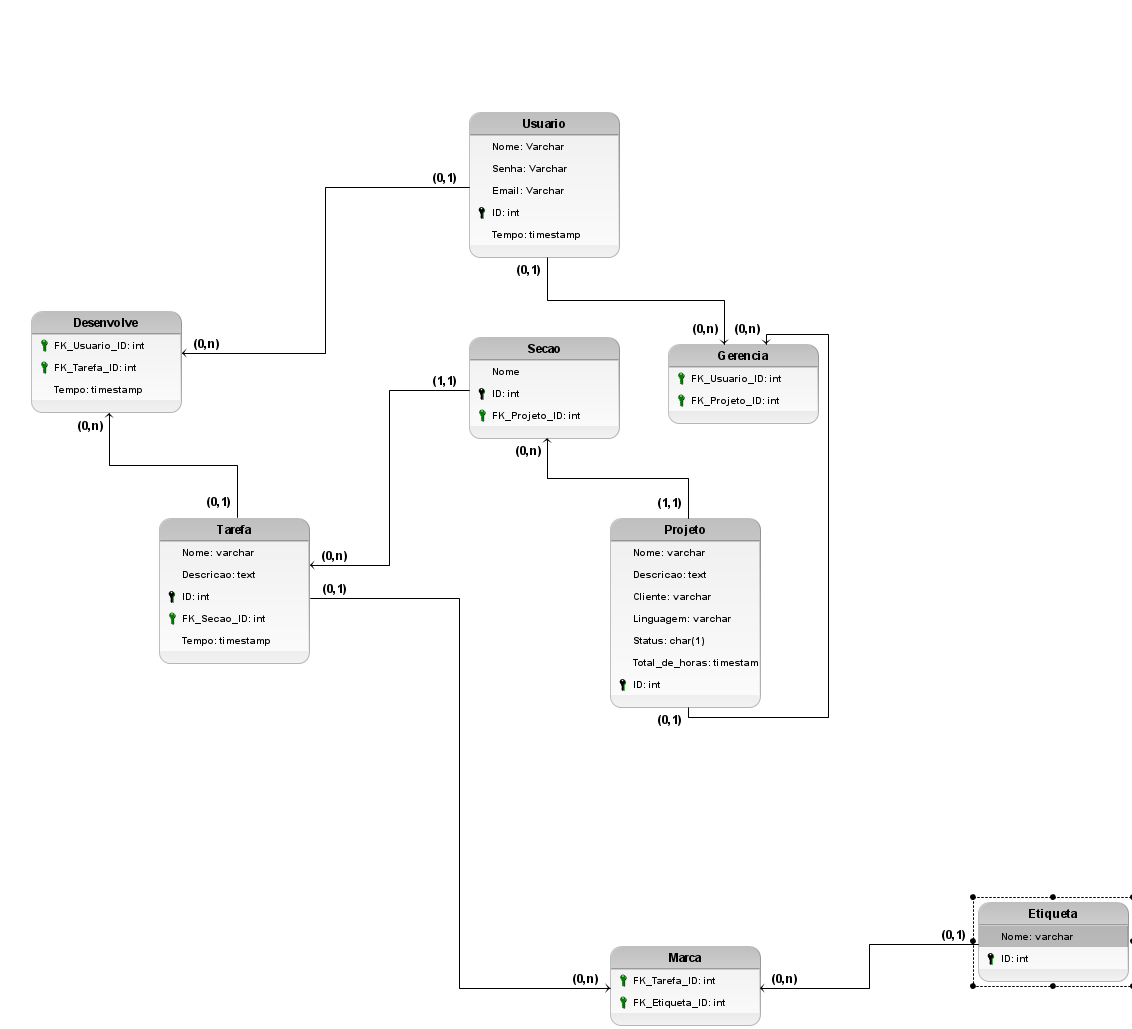 Usuario
Nome: Varchar
Senha: Varchar
Email: Varchar
ID: int
Tempo: timestamp
(0,1)
(0,1)
Desenvolve
FK_Usuario_ID: int
FK_Tarefa_ID: int
Tempo: timestamp
(0,n)
(0,n)
Secao
Nome
ID: int
FK_Projeto_ID: int
(1,1)
(0,n)
(0,n) (0,n)
Gerencia
FK_Usuario_ID: int
FK_Projeto_ID: int
(0,1)
Tarefa
Nome: varchar
Descricao: text
ID: int
FK_Secao_ID: int
Tempo: timestamp
(0,n)
(0,1)
(1,1)
Projeto
Nome: varchar
Descricao: text
Cliente: varchar
Linguagem: varchar
Status: char(1)
Total_de_horas: timestam
ID: int
(0,1)
Etiqueta
Nome: varchar
ID: int
(0,1)
Marca
FK_Tarefa_ID: int
FK_Etiqueta_ID: int
(0,n)
(0,n)